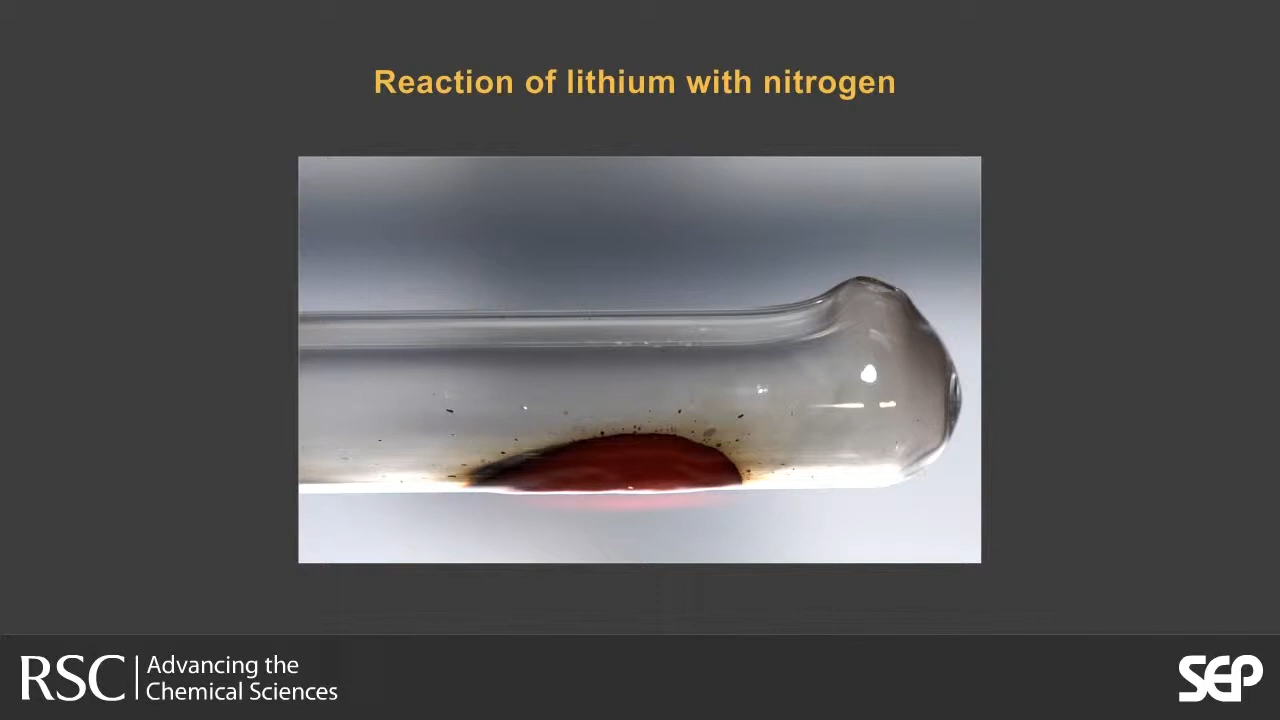 Reaction of lithium with nitrogen
RSC
Advancing the
Chemical Sciences
SEP